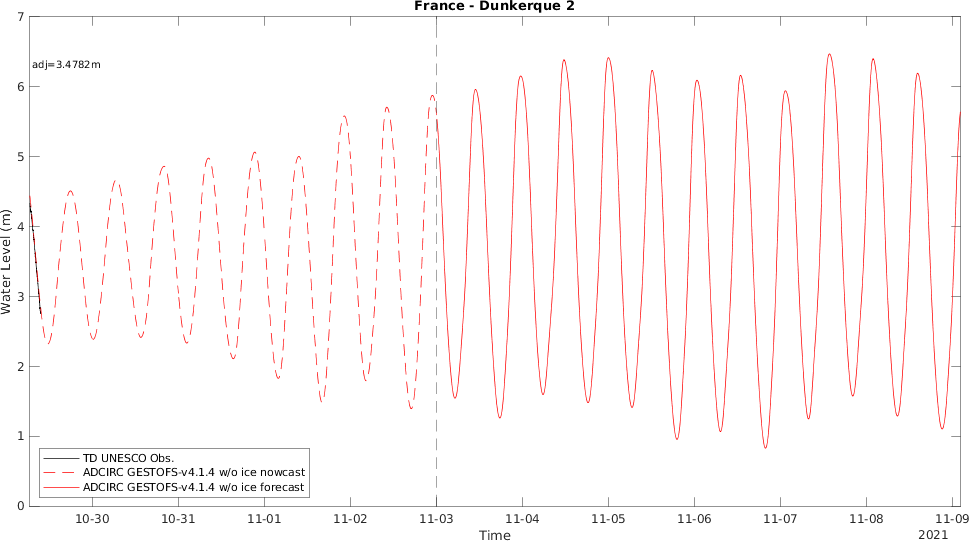 France - Dunkerque 2
adj=3.4782m
7
6
5
4
3
2
1
0
Water Level (m)
TD UNESCO Obs.
ADCIRC GESTOFS-v4.1.4 w/o ice nowcast
ADCIRC GESTOFS-v4.1.4 w/o ice forecast
10-30 10-31 11-01 11-02 11-03 11-04 11-05 11-06 11-07 11-08 11-09
Time
2021